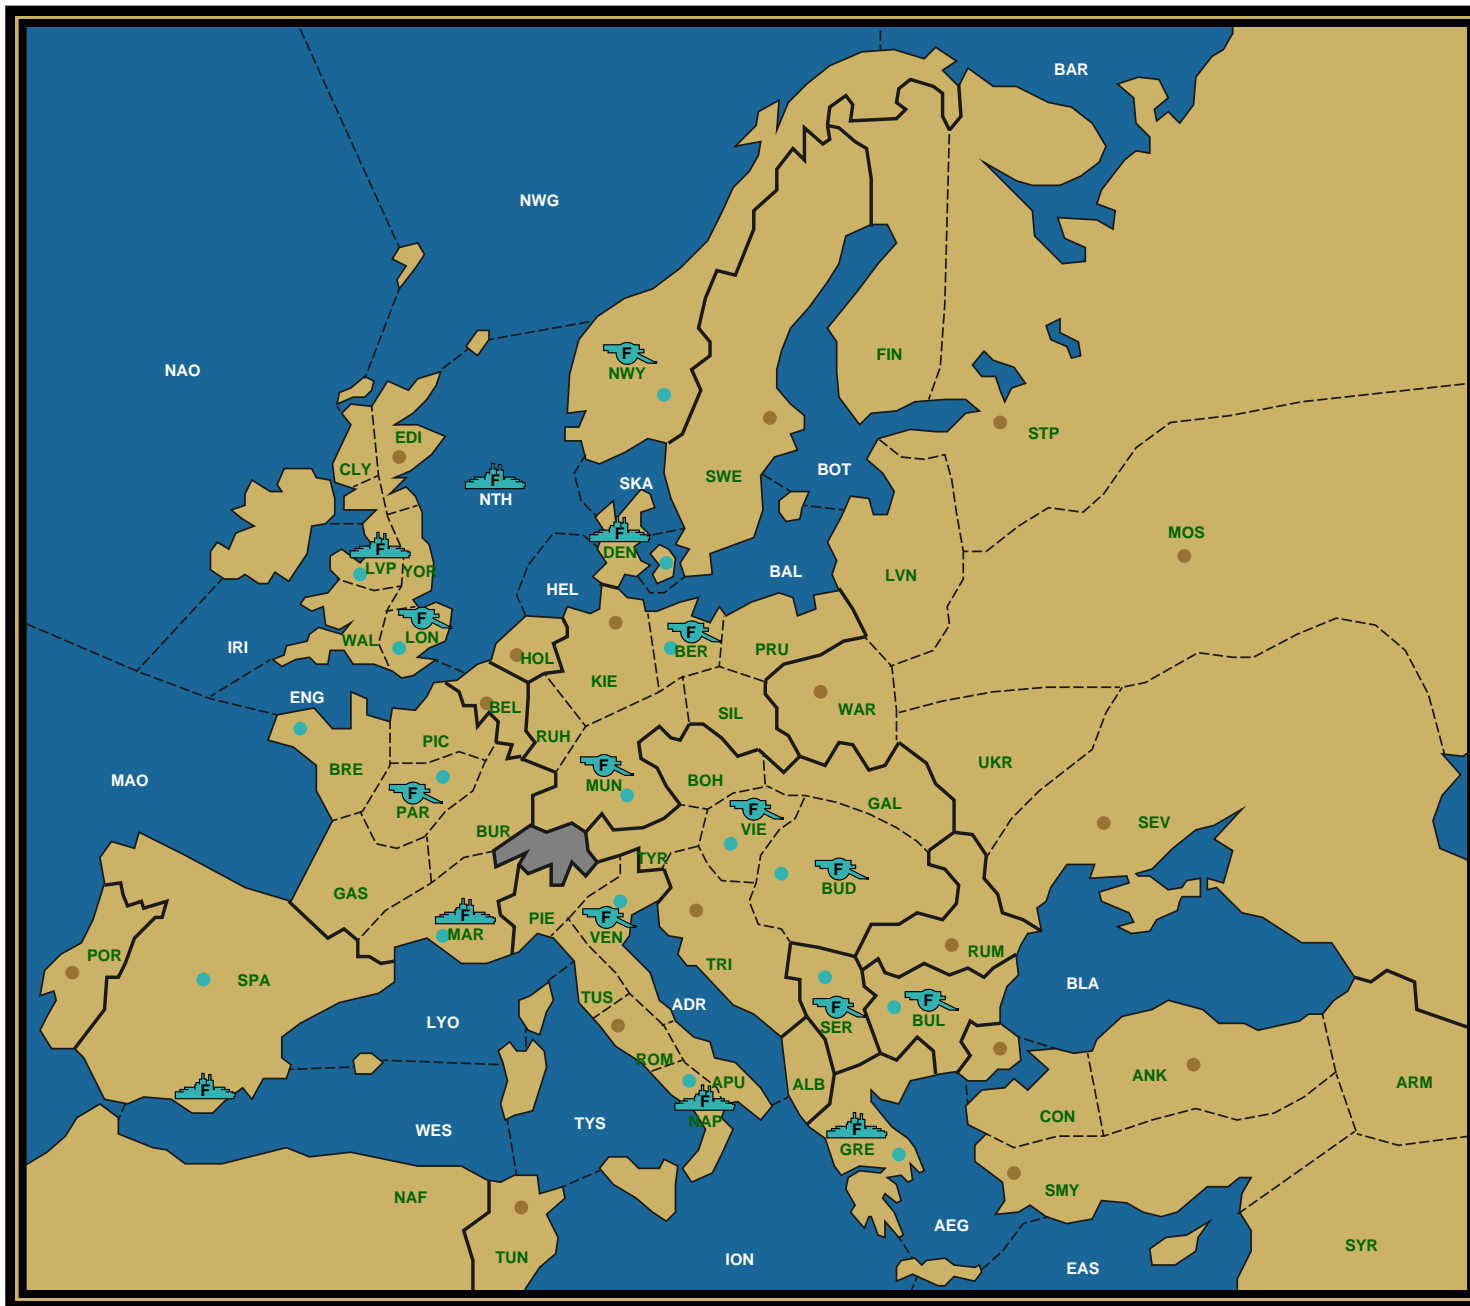 BAR
NWG
NAO
FIN
F
NWY
EDI
STP
CLY
BOT
SWE
SKA
F
NTH
MOS
F
DEN
F
LVP
YOR
BAL
LVN
HEL
F
LON
WAL
IRI
F
BER
PRU
HOL
KIE
ENG
BEL
SIL
WAR
RUH
PIC
BRE
UKR
F
MUN
BOH
MAO
F
PAR
GAL
F
VIE
SEV
BUR
TYR
F
BUD
GAS
F
MAR
PIE
F
VEN
POR
SPA
TRI
RUM
BLA
TUS
ADR
F
SER
F
BUL
LYO
ROM
APU
ALB
ANK
ARM
F
F
NAP
CON
WES
TYS
F
GRE
NAF
SMY
AEG
SYR
TUN
ION
EAS